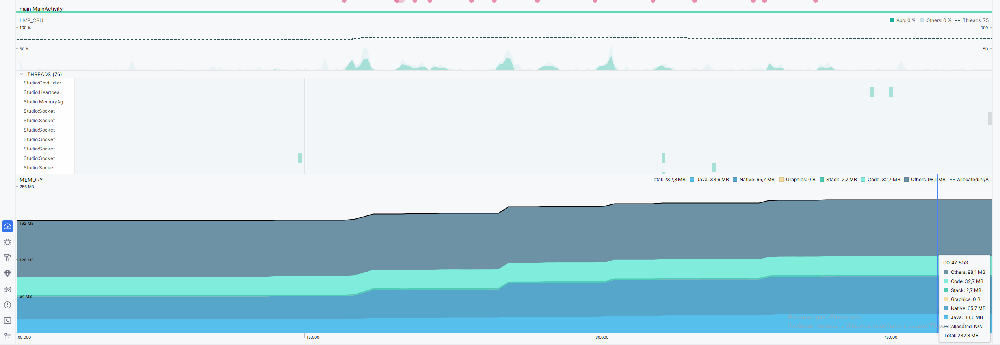 main.MainActivity
LIVE_CPU
App: 0 % Others: 0 % Threads: 75
100 % 100
50 % 50
THREADS (76)
Studio:CmdHdler
Studio:Heartbea
Studio:MemoryAg
Studio:Socket
Studio:Socket
Studio:Socket
Studio:Socket
Studio:Socket
Studio:Socket
Studio:Socket
MEMORY
Total: 232,8 MB Java: 33,6 MB Native: 65,7 MB Graphics: 0 B Stack: 2,7 MB Code: 32,7 MB Others: 98,1 MB Allocated: N/A
256 MB
192 MB
128 MB
64 MB
00:47.853
Others: 98,1 MB
Code: 32,7 MB
Stack: 2,7 MB
Graphics: 0 B
Native: 65,7 MB
Java: 33,6 MB
Allocated: N/A
Total: 232,8 MB
Активация Windows
00.000 15.000 30.000 45.000